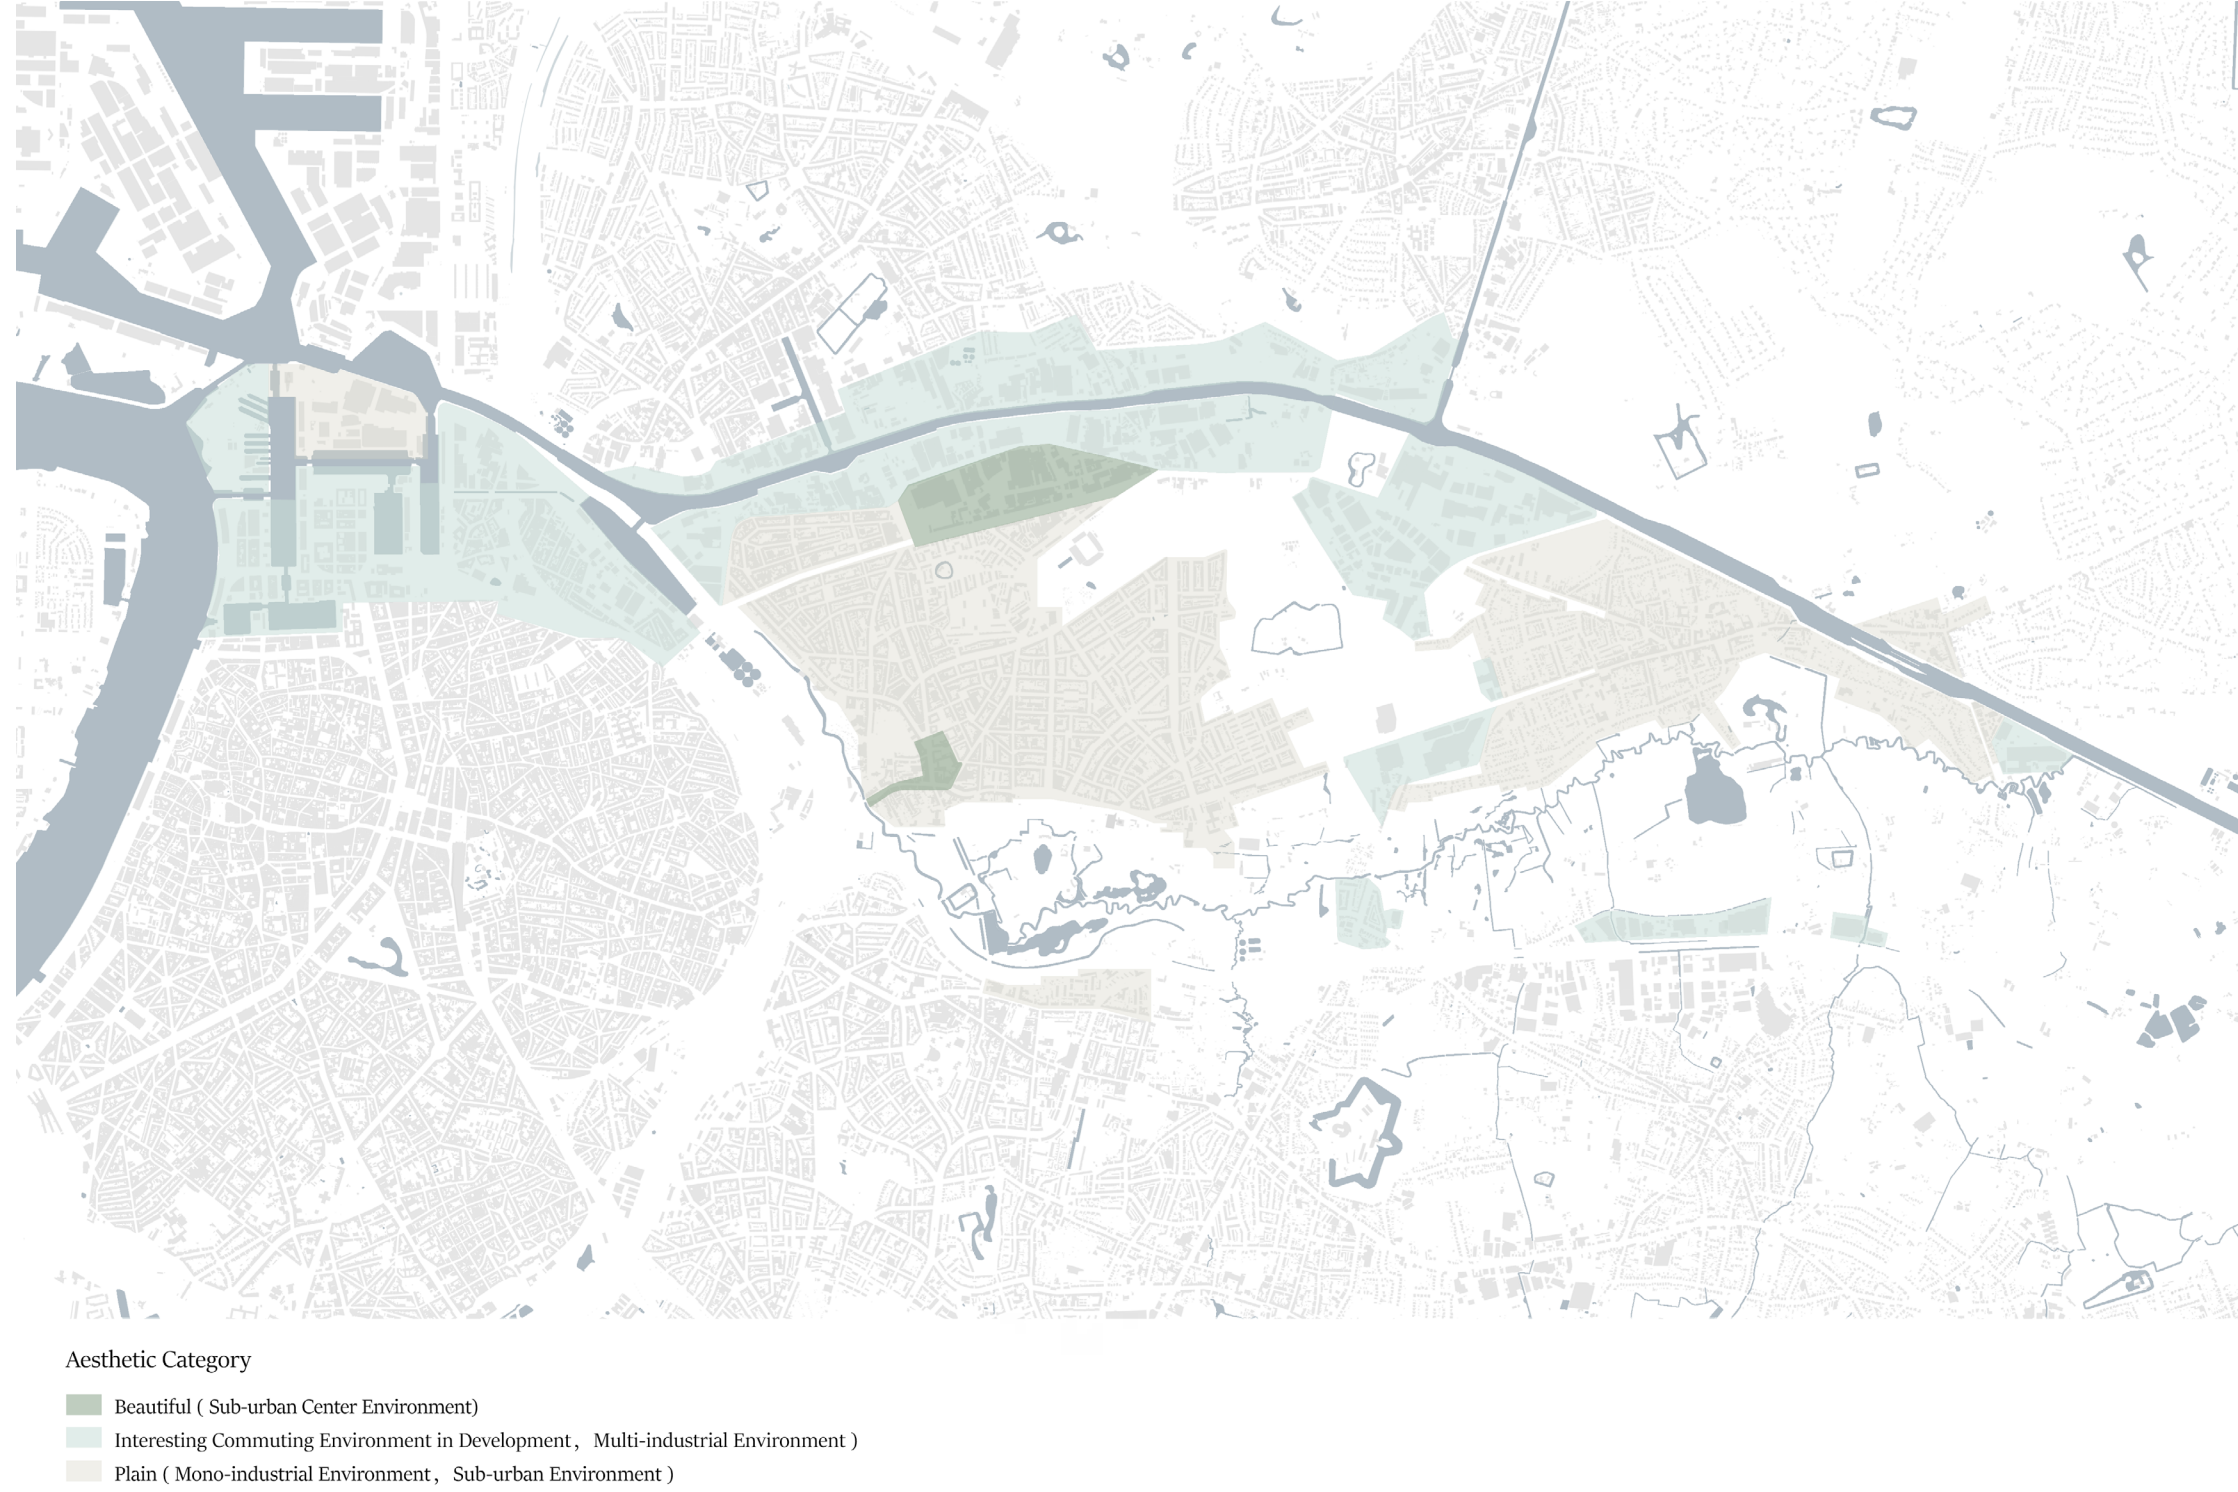 Aesthetic Category
Beautiful ( Sub-urban Center Environment)
Interesting Commuting Environment in Development, Multi-industrial Environment )
Plain ( Mono-industrial Environment, Sub-urban Environment )